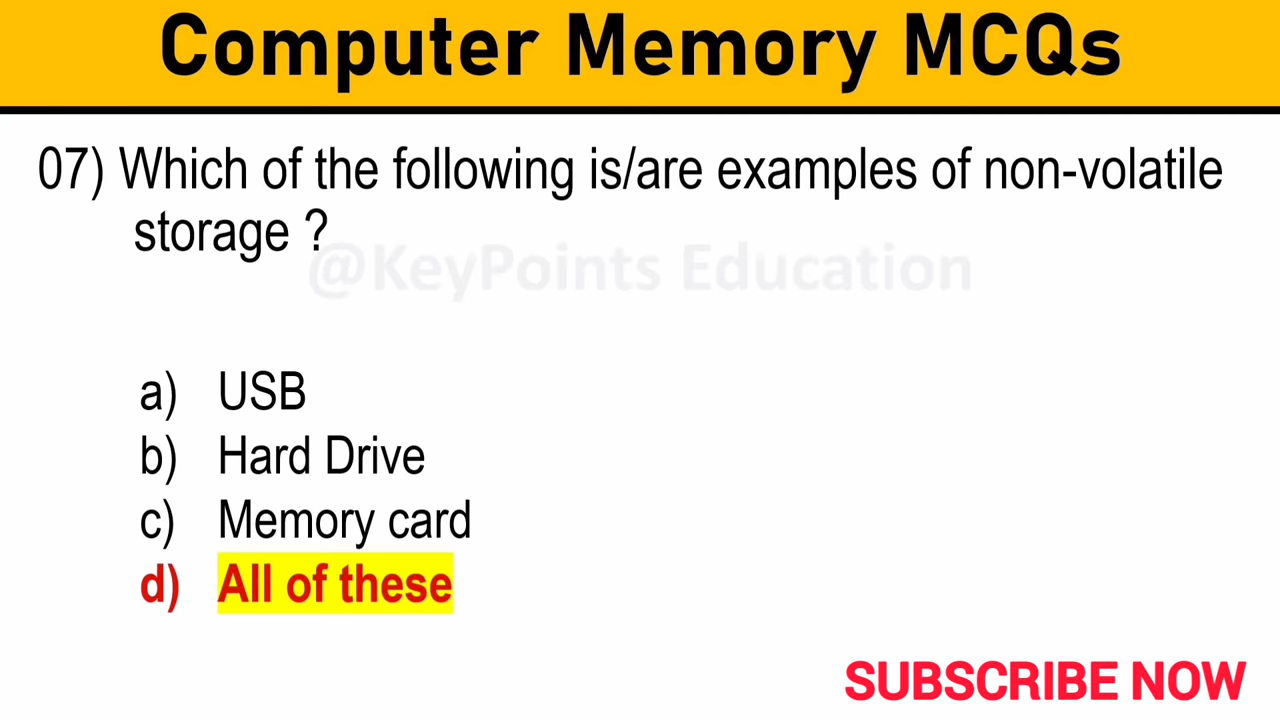 Computer Memory MCQs
07) Which of the following is/are examples of non-volatile
storage ?
@KeyPoints Education
a) USB
b) Hard Drive
c) Memory card
d) All of these
SUBSCRIBE NOW